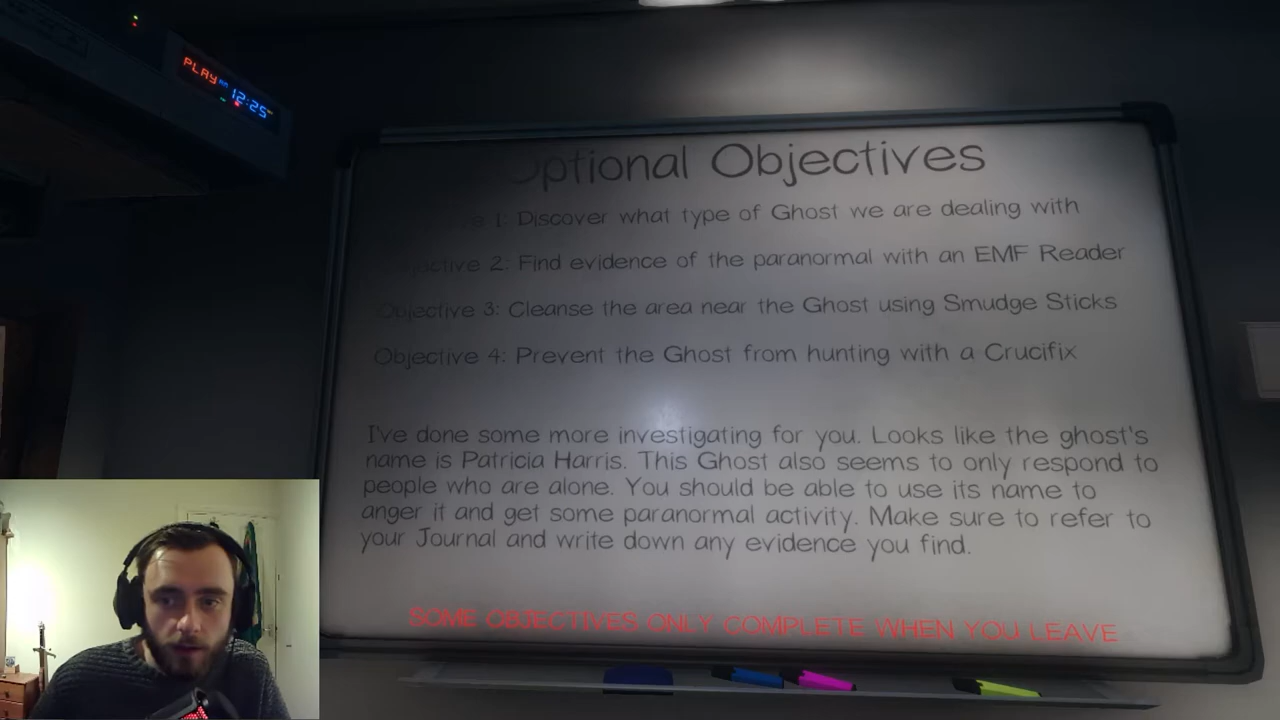 PLAY 12:25
Optional Objectives
1: Discover what type of Ghost we are dealing with
Objective 2: Find evidence of the paranormal with an EMF Reader
Objective 3: Cleanse the area near the Ghost using Smudge Sticks
Objective 4: Prevent the Ghost from hunting with a Crucifix
I've done some more investigating for you. Looks like the ghost's
name is Patricia Harris. This Ghost also seems to only respond to
people who are alone. You should be able to use its name to
anger it and get some paranormal activity. Make sure to refer to
your Journal and write down any evidence you find.
SOME OBJECTIVES ONLY COMPLETE WHEN YOU LEAVE